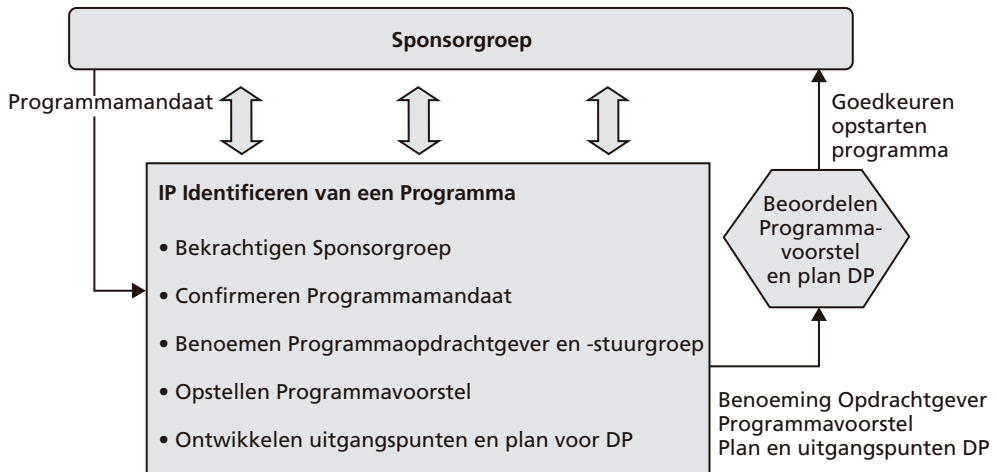 Sponsorgroep
Programmamandaat
Goedkeuren
opstarten
programma
IP Identificeren van een Programma
• Bekrachtigen Sponsorgroep
• Confirmeren Programmamandaat
• Benoemen Programmaopdrachtgever en -stuurgroep
• Opstellen Programmavoorstel
• Ontwikkelen uitgangspunten en plan voor DP
Beoordelen
Programma-
voorstel
en plan DP
Benoeming Opdrachtgever
Programmavoorstel
Plan en uitgangspunten DP